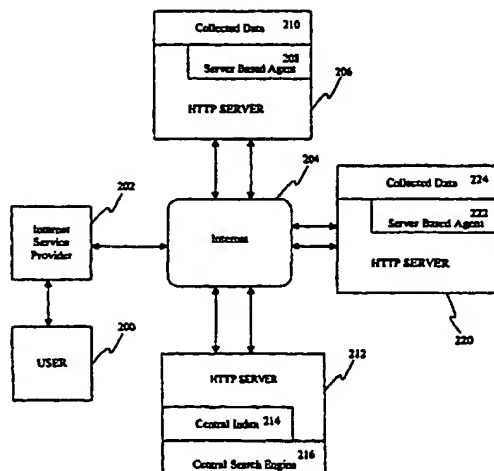 Collected Data 210
208
Server Based Agent
HTTP SERVER
206
204
Internet
202
Internet
Service
Provider
200
USER
Collected Data 224
222
Server Based Agent
HTTP SERVER
220
212
HTTP SERVER
Central Index 214
216
Central Search Engine